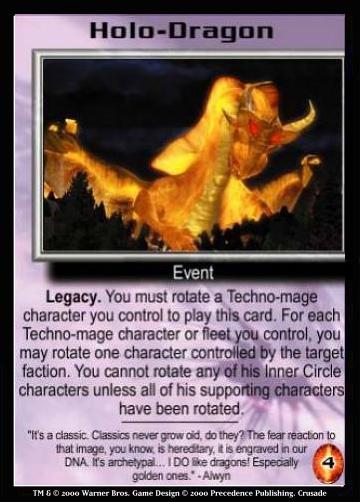 Holo-Dragon
Event
Legacy. You must rotate a Techno-mage
character you control to play this card. For each
Techno-mage character or fleet you control, you
may rotate one character controlled by the target
faction. You cannot rotate any of his Inner Circle
characters unless all of his supporting characters
have been rotated.
"It's a classic. Classics never grow old, do they? The fear reaction to
that image, you know, is hereditary, it is engraved in our
DNA. It's archetypal... I DO like dragons! Especially
golden ones." - Alwyn
4
TM & © 2000 Warner Bros. Game Design © 2000 Precedence Publishing. Crusade